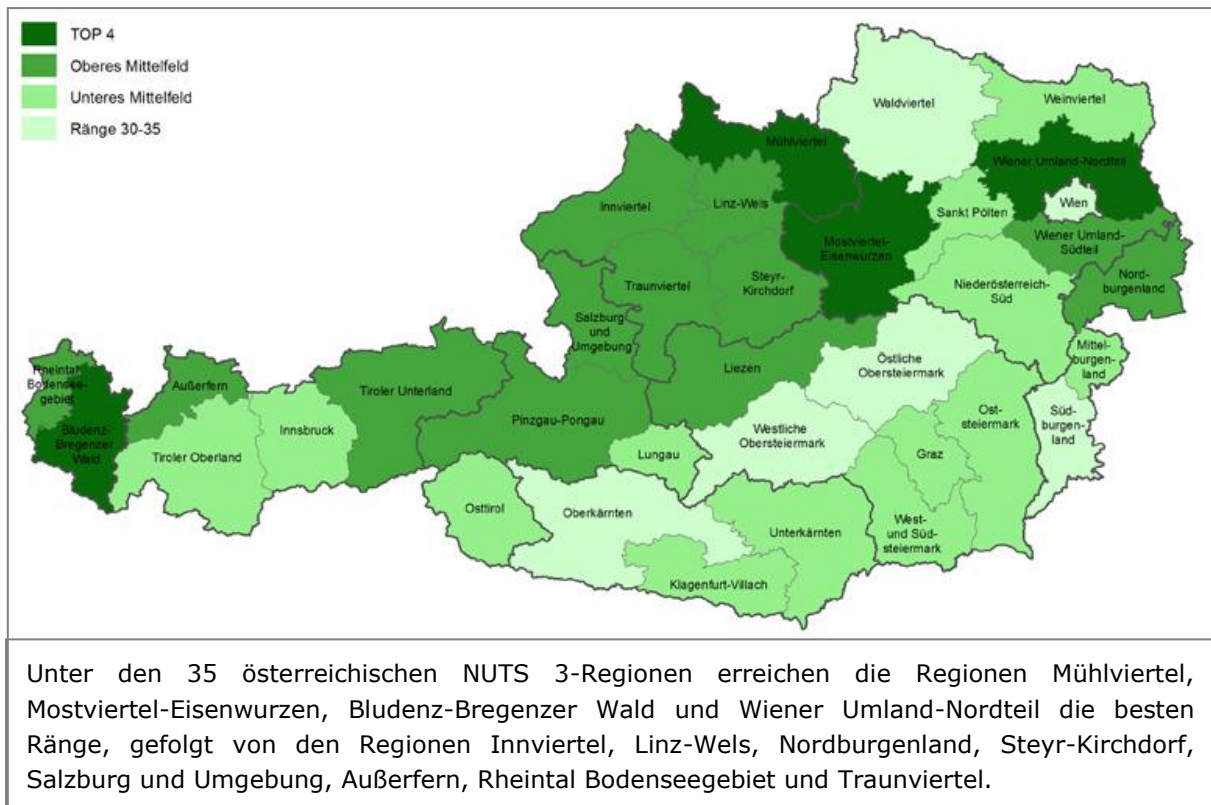 TOP 4
Oberes Mittelfeld
Unteres Mittelfeld
Ränge 30-35
Waldviertel
Weinviertel
Mühlviertel
Wiener Umland-Nordteil
Innviertel
Linz-Wels
Sankt Pölten
Wien
Mostviertel-
Eisenwurzen
Wiener Umland-
Südteil
Nord-
burgenland
Traunviertel
Steyr-
Kirchdorf
Niederösterreich-
Süd
Salzburg
und
Umgebung
Mittel-
burgen-
land
Rheintal
Bodensee-
gebiet
Außerfern
Tiroler Unterland
Liezen
Östliche
Obersteiermark
Bludenz-
Bregenzer
Wald
Innsbruck
Pinzgau-Pongau
Ost-
steiermark
Süd-
burgen-
land
Tiroler Oberland
Lungau
Westliche
Obersteiermark
Graz
Osttirol
Oberkärnten
Unterkärnten
West-
und Süd-
steiermark
Klagenfurt-Villach
Unter den 35 österreichischen NUTS 3-Regionen erreichen die Regionen Mühlviertel,
Mostviertel-Eisenwurzen, Bludenz-Bregenzer Wald und Wiener Umland-Nordteil die besten
Ränge, gefolgt von den Regionen Innviertel, Linz-Wels, Nordburgenland, Steyr-Kirchdorf,
Salzburg und Umgebung, Außerfern, Rheintal Bodenseegebiet und Traunviertel.